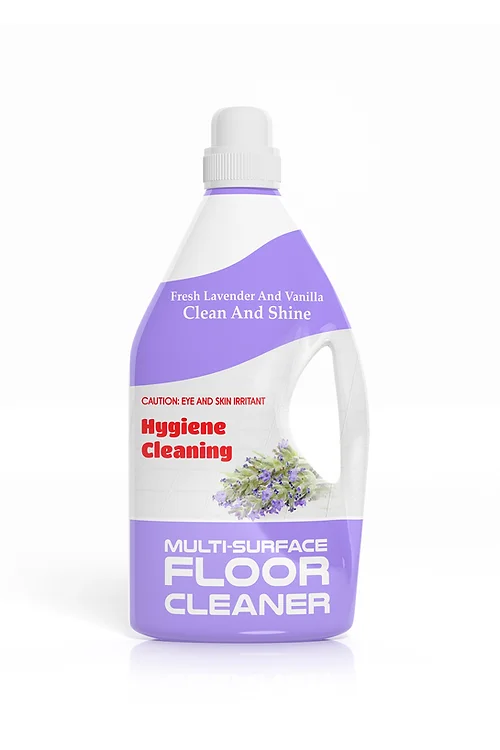 Fresh Lavender And Vanilla
Clean And Shine
CAUTION: EYE AND SKIN IRRITANT
Hygiene
Cleaning
MULTI-SURFACE
FLOOR
CLEANER